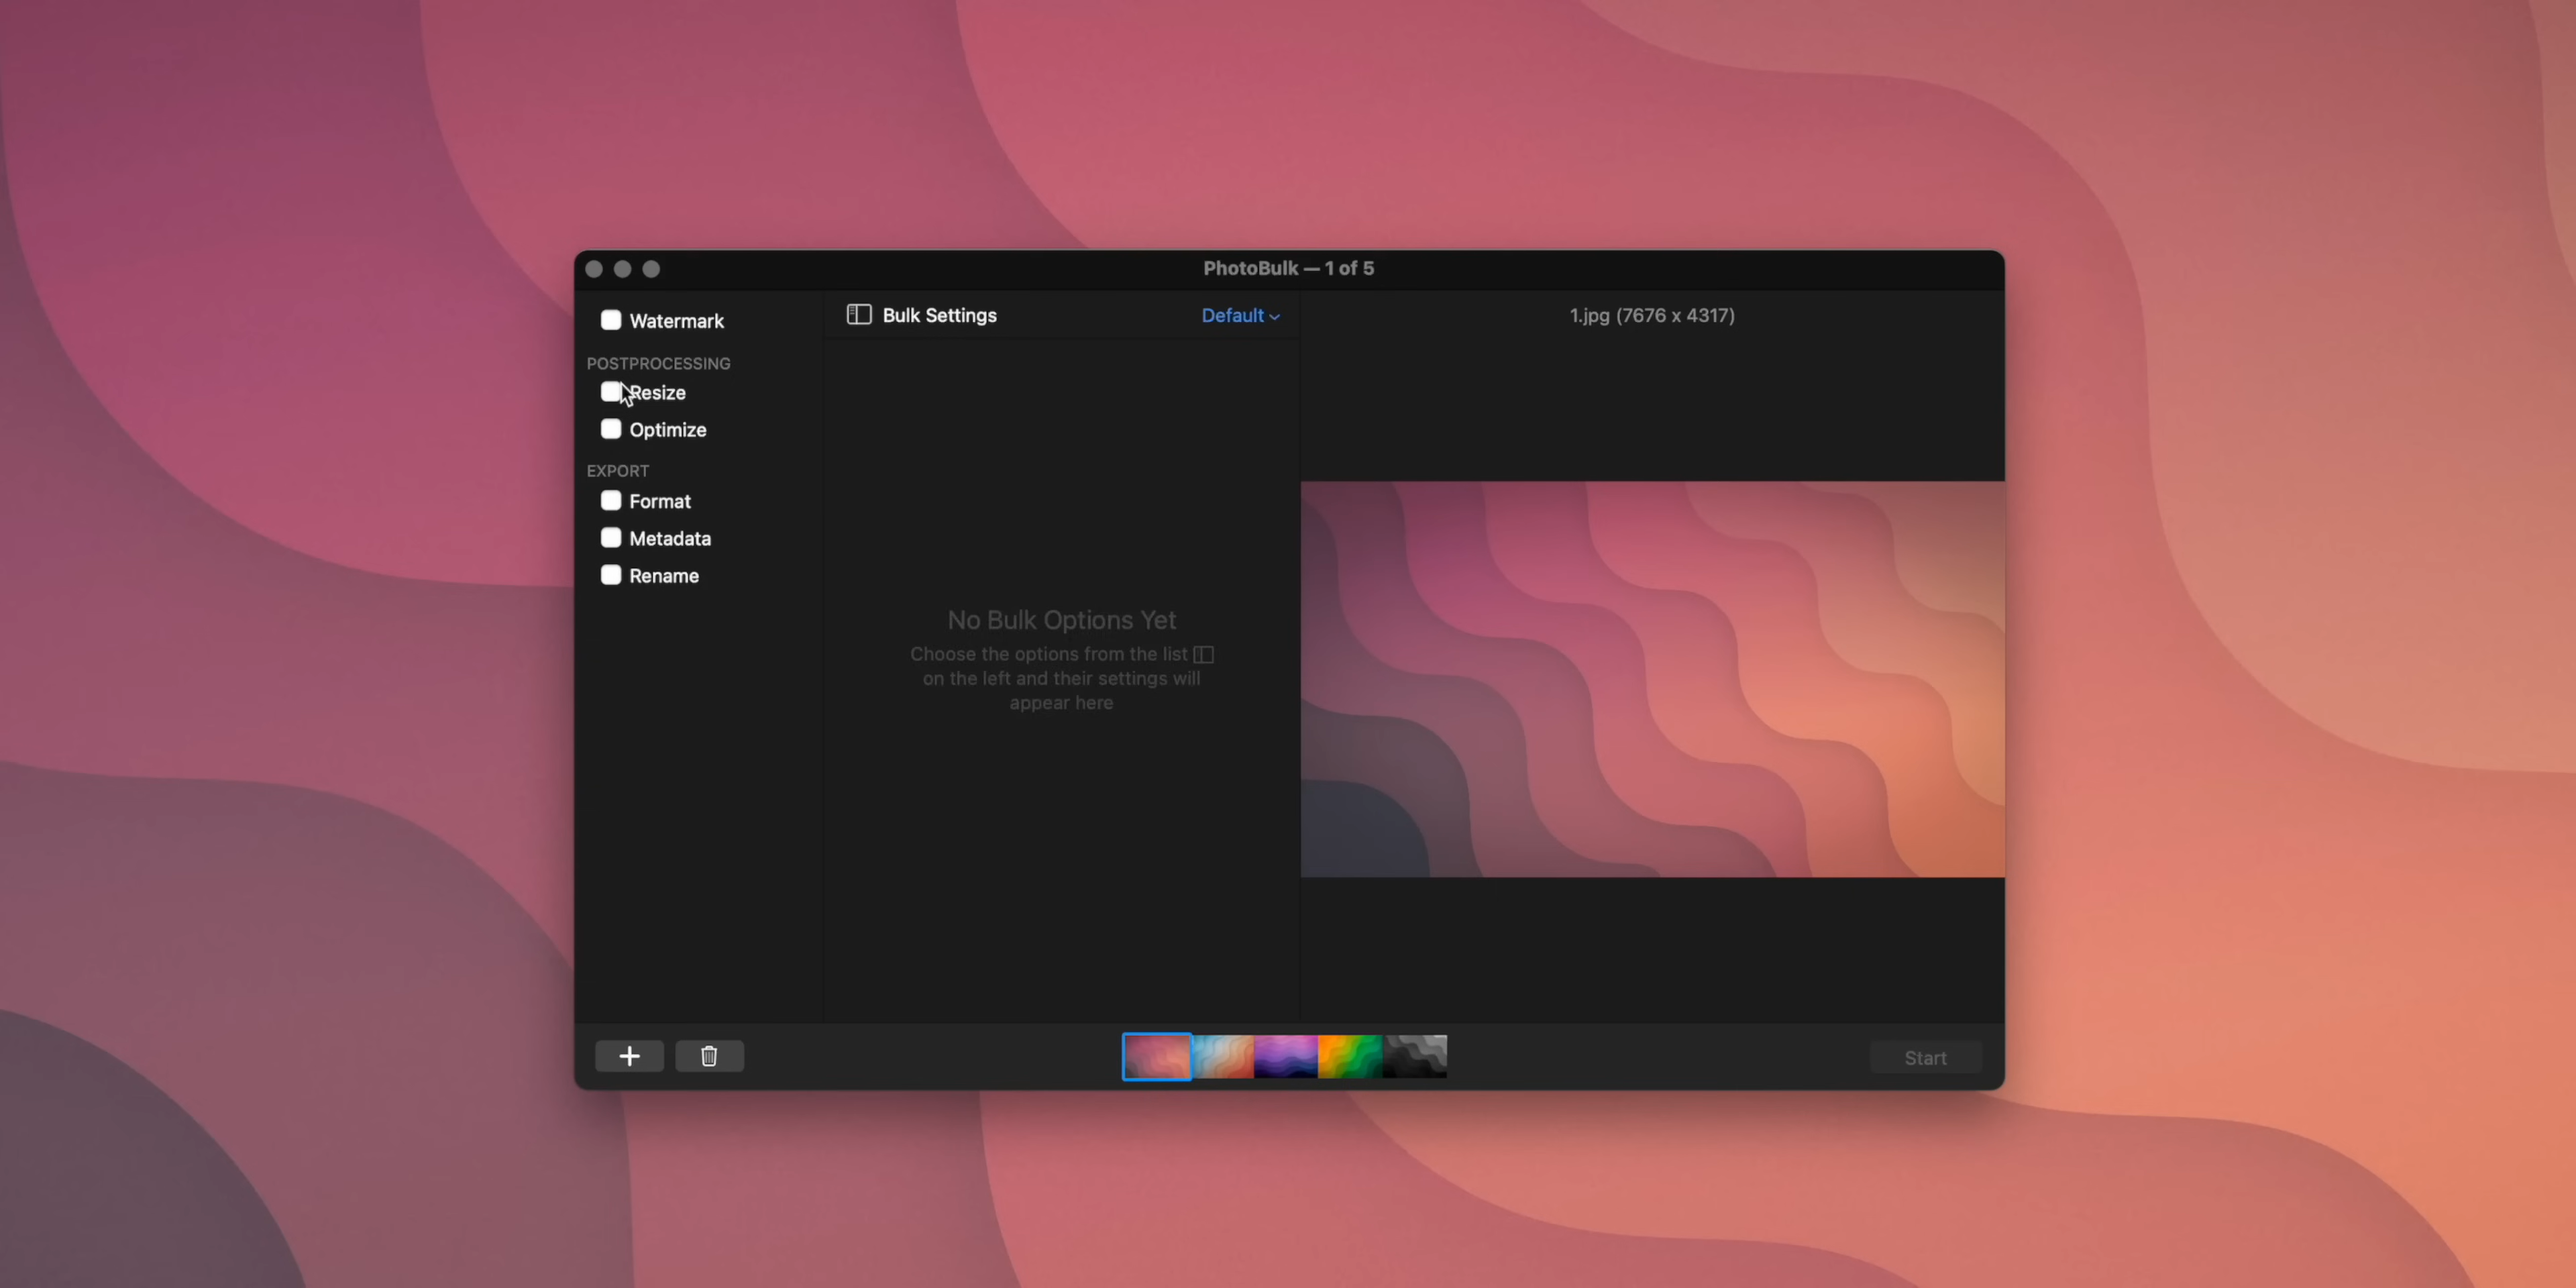 PhotoBulk — 1 of 5
Watermark
POSTPROCESSING
Resize
Optimize
EXPORT
Format
Metadata
Rename
Bulk Settings
Default
No Bulk Options Yet
Choose the options from the list
on the left and their settings will
appear here
1.jpg (7676 x 4317)
Start